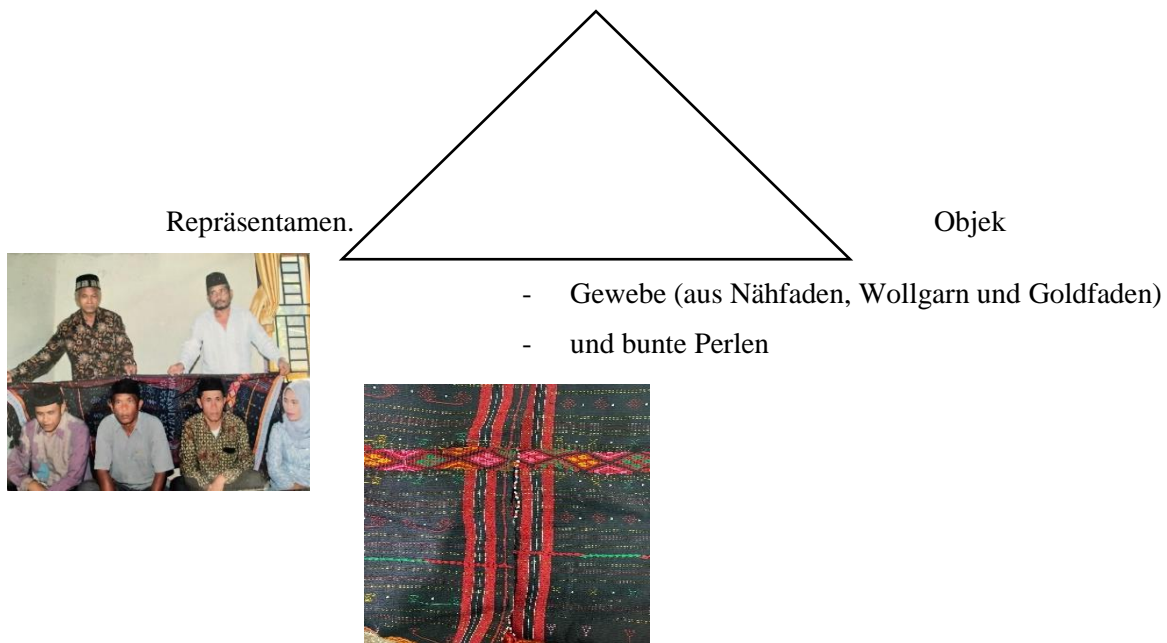 Repräsentamen.
Objek
- Gewebe (aus Nähfaden, Wollgarn und Goldfaden)
- und bunte Perlen